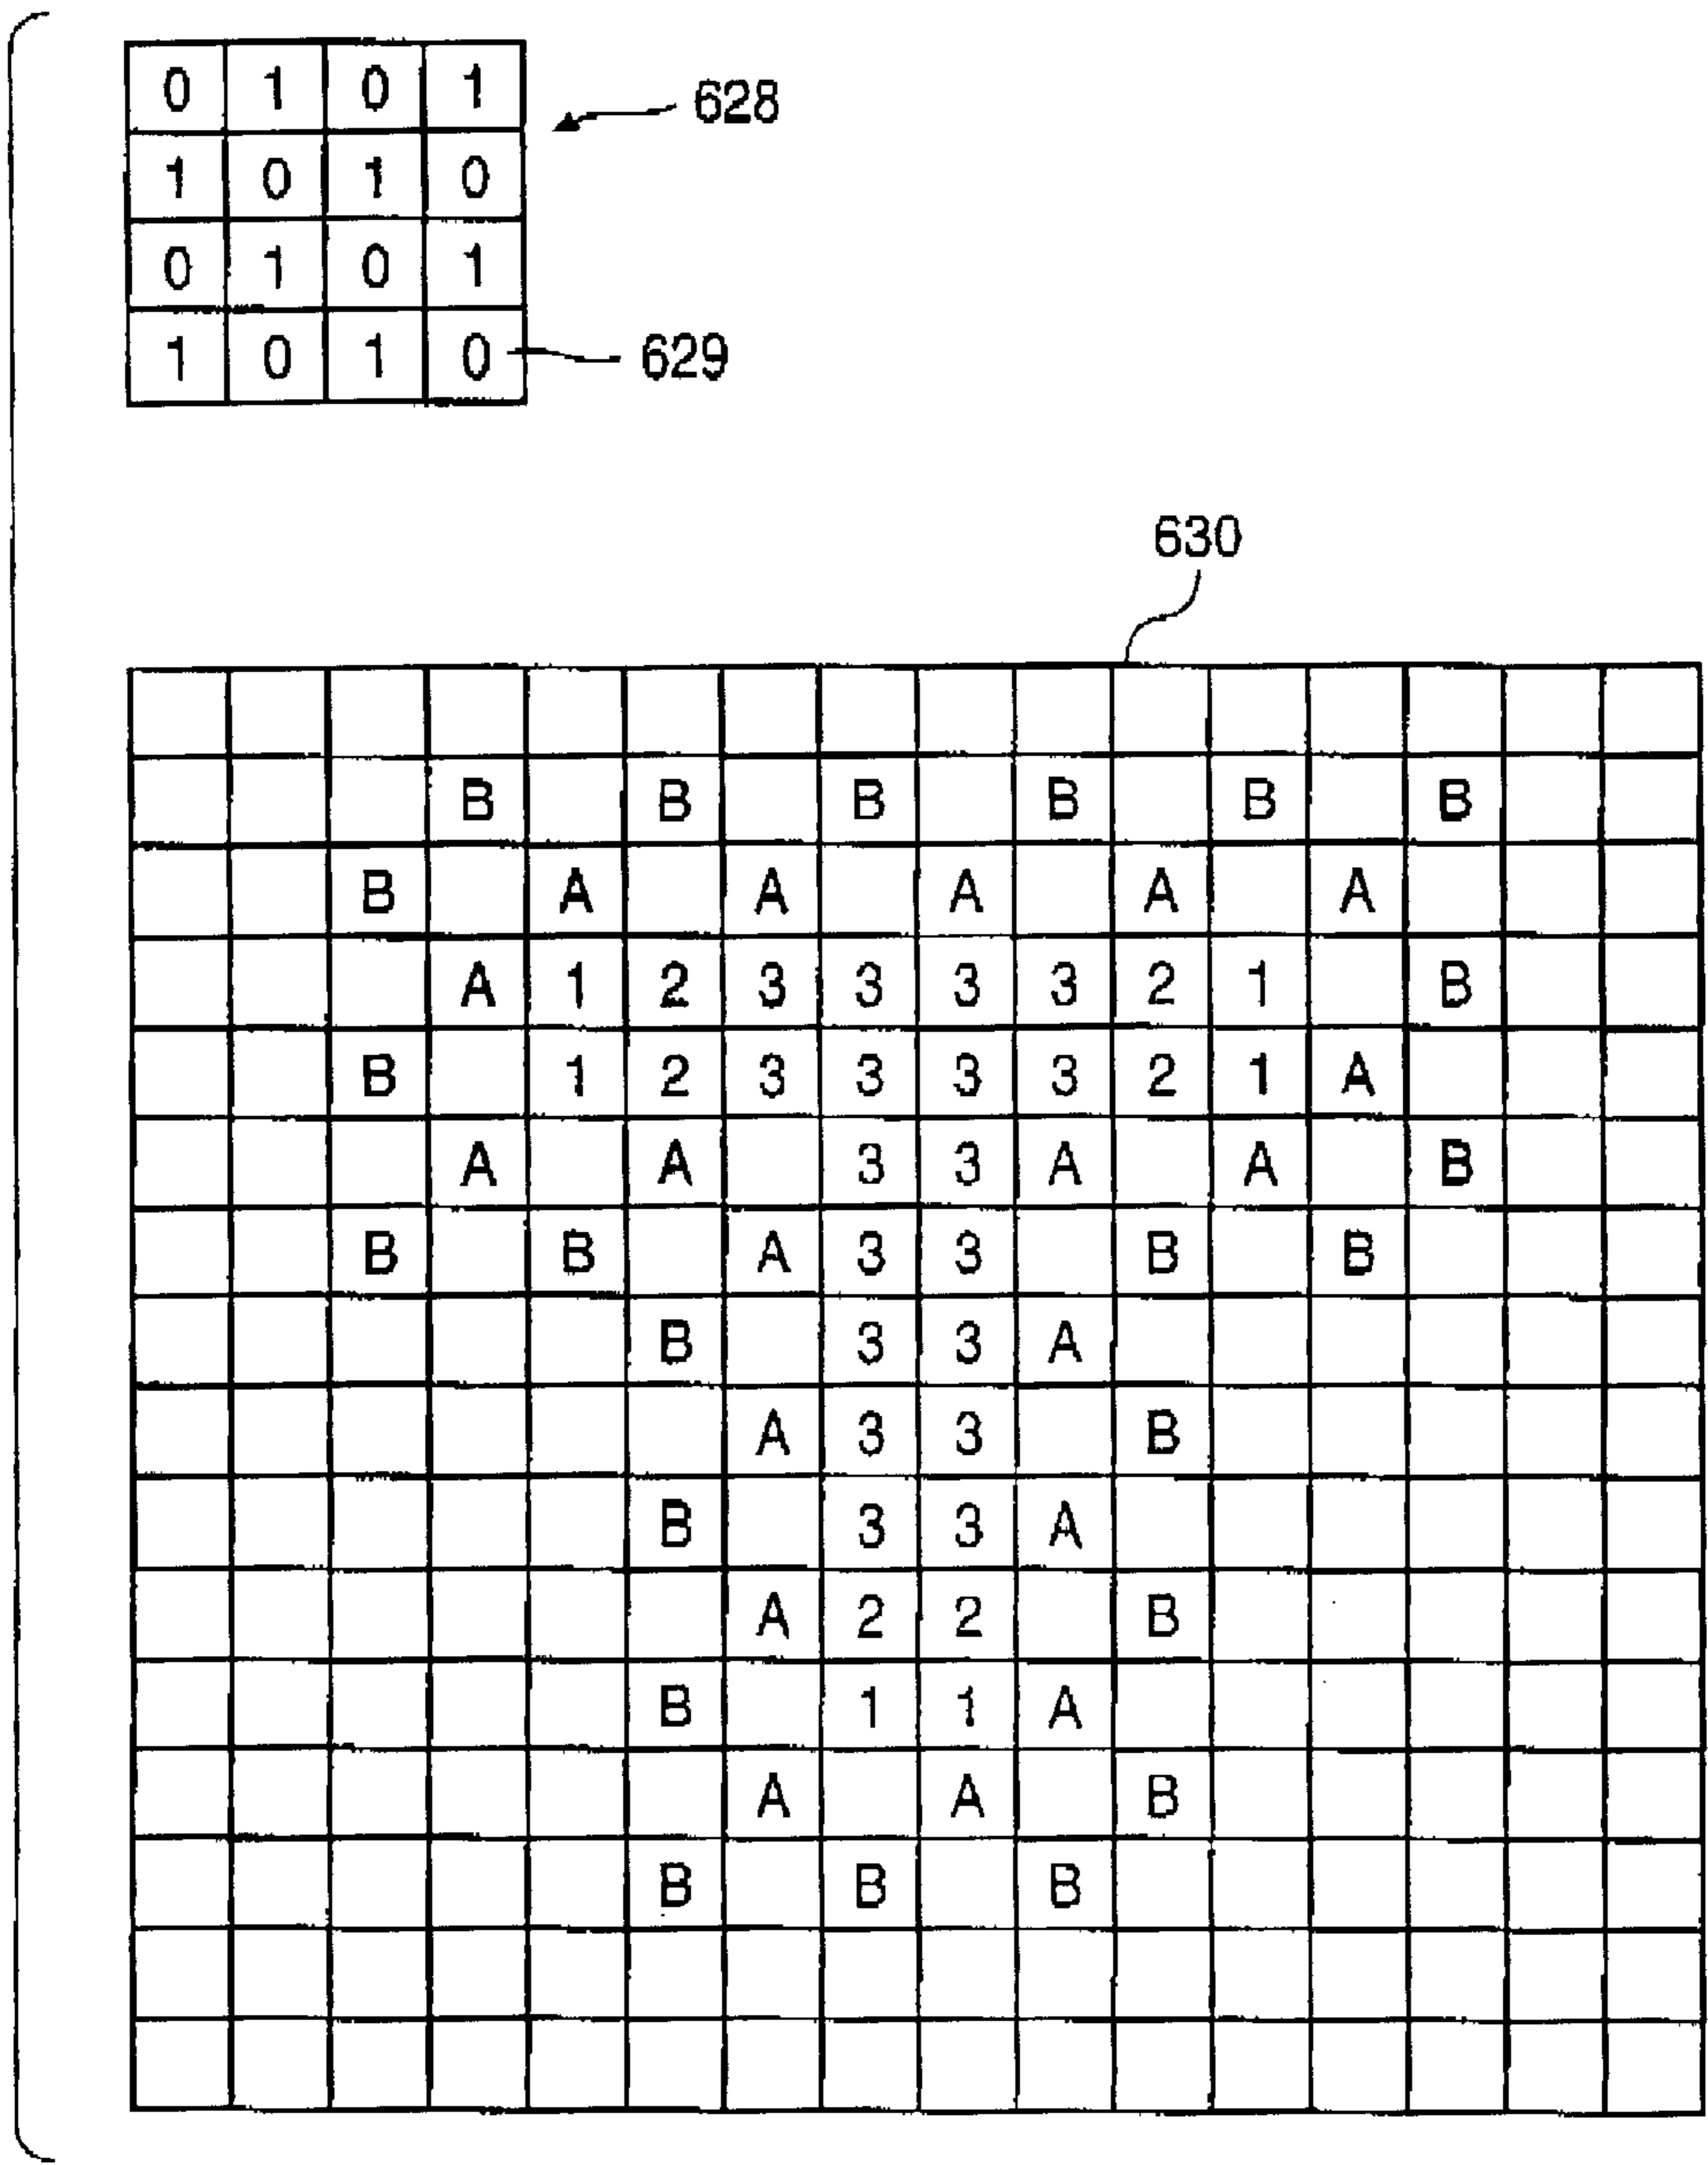 0 1 0 1
628
1 0 1 0
0 1 0 1
1 0 1 0
629
630
B B B B B B
B A A A A A
A 1 2 3 3 3 3 2 1 B
B 1 2 3 3 3 3 2 1 A
A A 3 3 A A B
B B A 3 3 B B
B 3 3 A
A 3 3 B
B 3 3 A
A 2 2 B
B 1 1 A
A A B
B B B